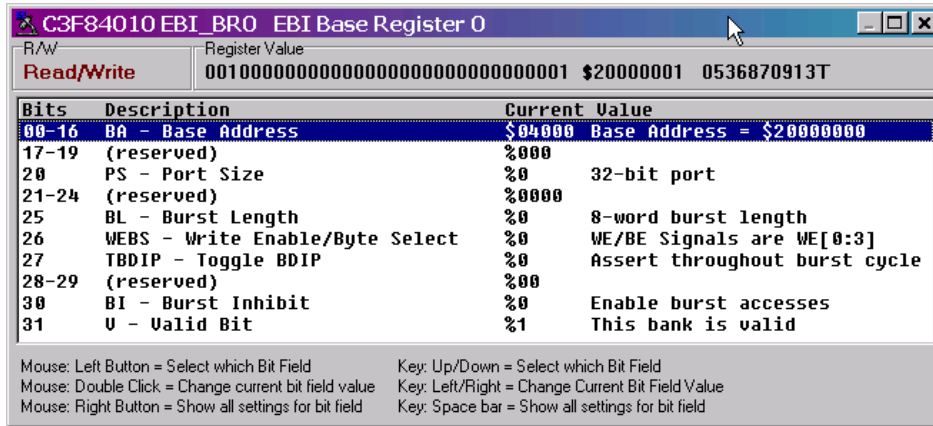 C3F84010 EBI_BR0 EBI Base Register 0
R/W Register Value
Read/Write 00100000000000000000000000000001 $20000001 0536870913T
Bits Description Current Value
00-16 BA - Base Address $04000 Base Address = $20000000
17-19 (reserved) %000
20 PS - Port Size %0 32-bit port
21-24 (reserved) %0000
25 BL - Burst Length %0 8-word burst length
26 WEBS - Write Enable/Byte Select %0 WE/BE Signals are WE[0:3]
27 TBDIP - Toggle BDIP %0 Assert throughout burst cycle
28-29 (reserved) %00
30 BI - Burst Inhibit %0 Enable burst accesses
31 V - Valid Bit %1 This bank is valid
Mouse: Left Button = Select which Bit Field Key: Up/Down = Select which Bit Field
Mouse: Double Click = Change current bit field value Key: Left/Right = Change Current Bit Field Value
Mouse: Right Button = Show all settings for bit field Key: Space bar = Show all settings for bit field